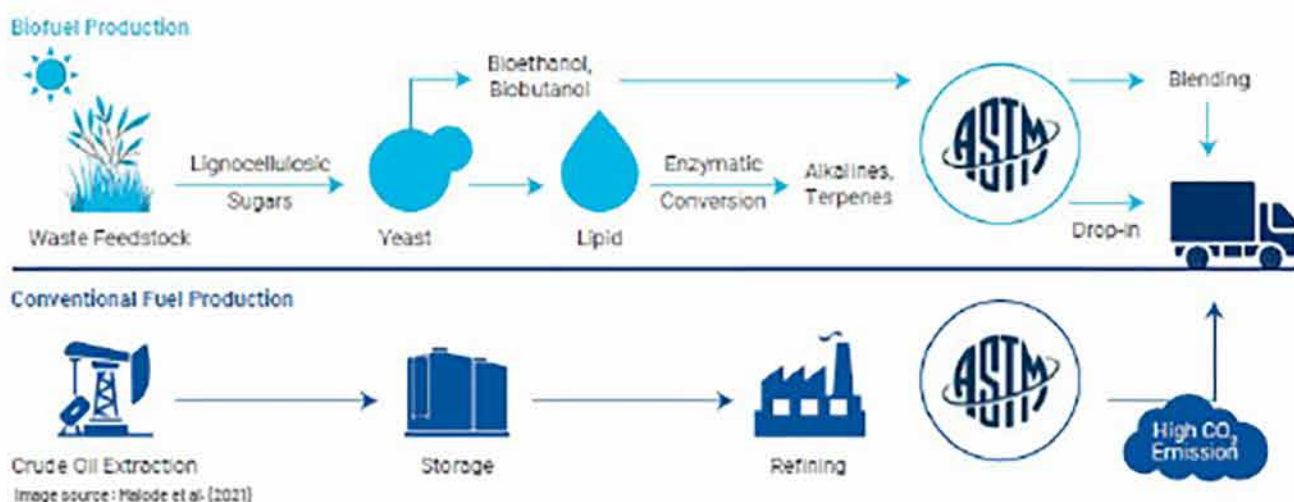 Biofuel Production
Bioethanol,
Biobutanol
Blending
Lignocellulosic
Sugars
Enzymatic
Conversion
Alkalines,
Terpenes
ASTM
Drop-in
Waste Feedstock
Yeast
Lipid
Conventional Fuel Production
ASTM
High CO₂
Emission
Crude Oil Extraction
Storage
Refining
Image source : Malode et al. (2021)